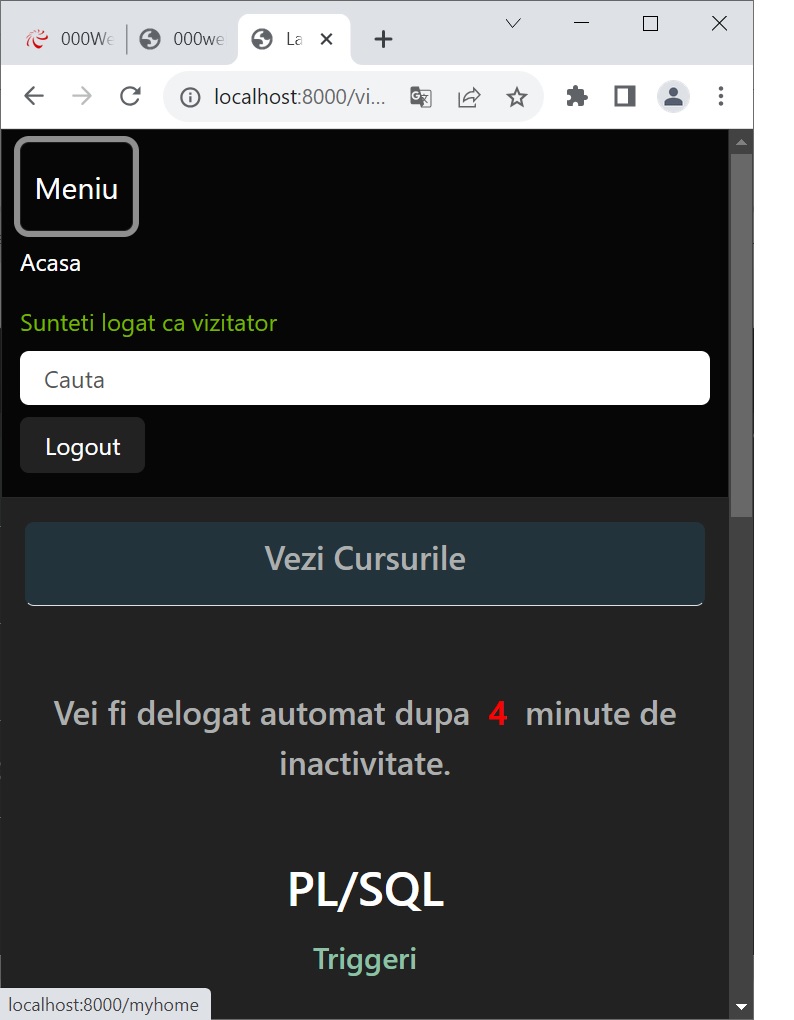 000We
000we
La
localhost:8000/vi...
Meniu
Acasa
Sunteti logat ca vizitator
Cauta
Logout
Vezi Cursurile
Vei fi delogat automat dupa 4 minute de
inactivitate.
PL/SQL
Triggeri
localhost:8000/myhome